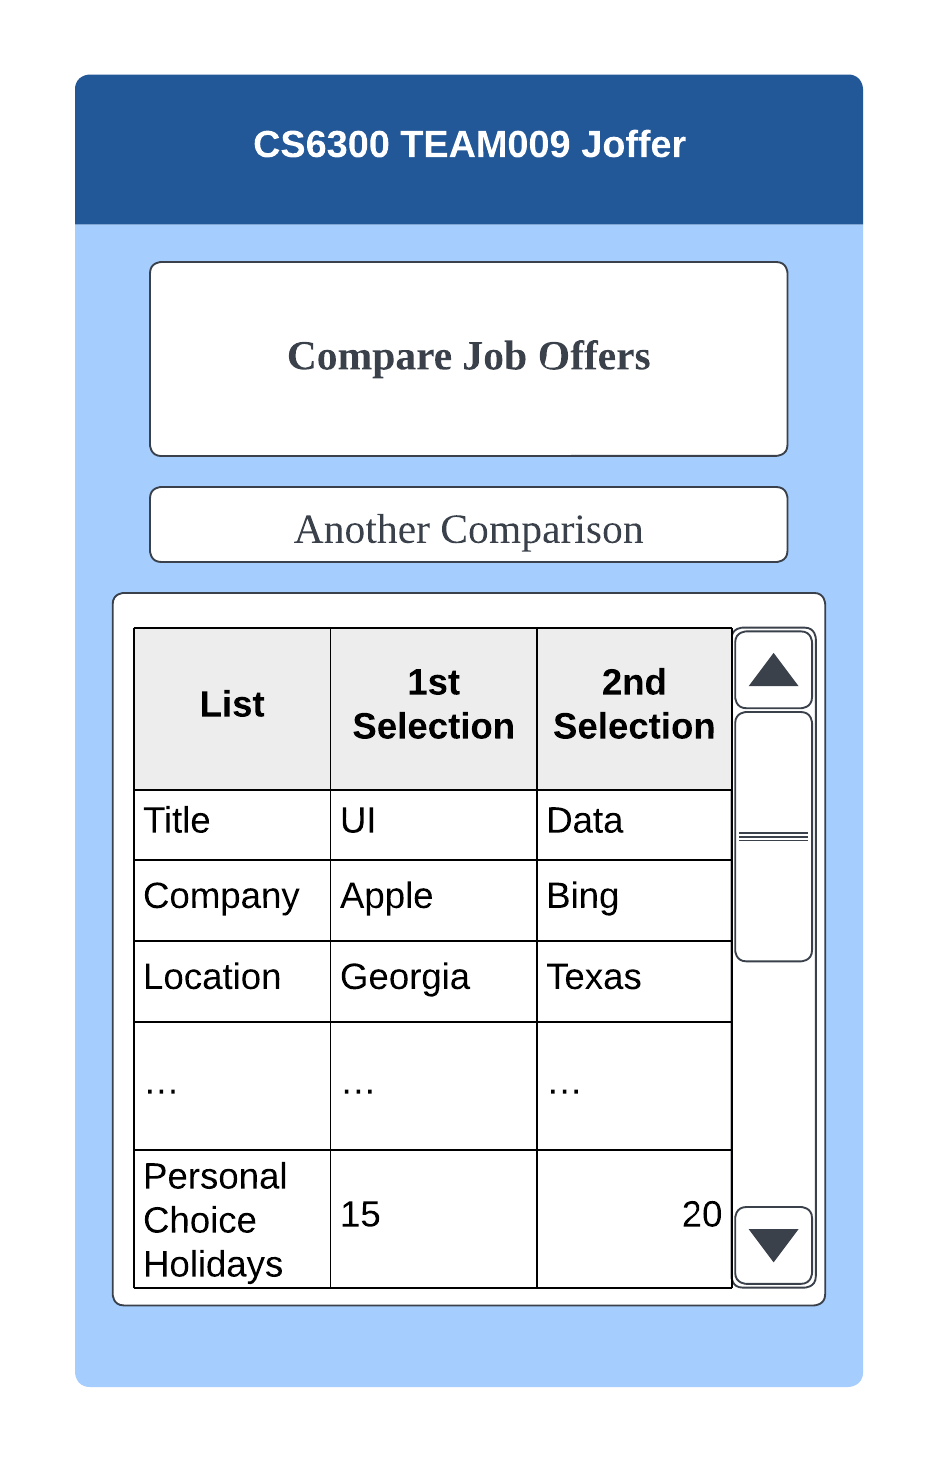 CS6300 TEAM009 Joffer
Compare Job Offers
Another Comparison
List 1st Selection 2nd Selection
Title UI Data
Company Apple Bing
Location Georgia Texas
... ... ...
Personal Choice Holidays 15 20